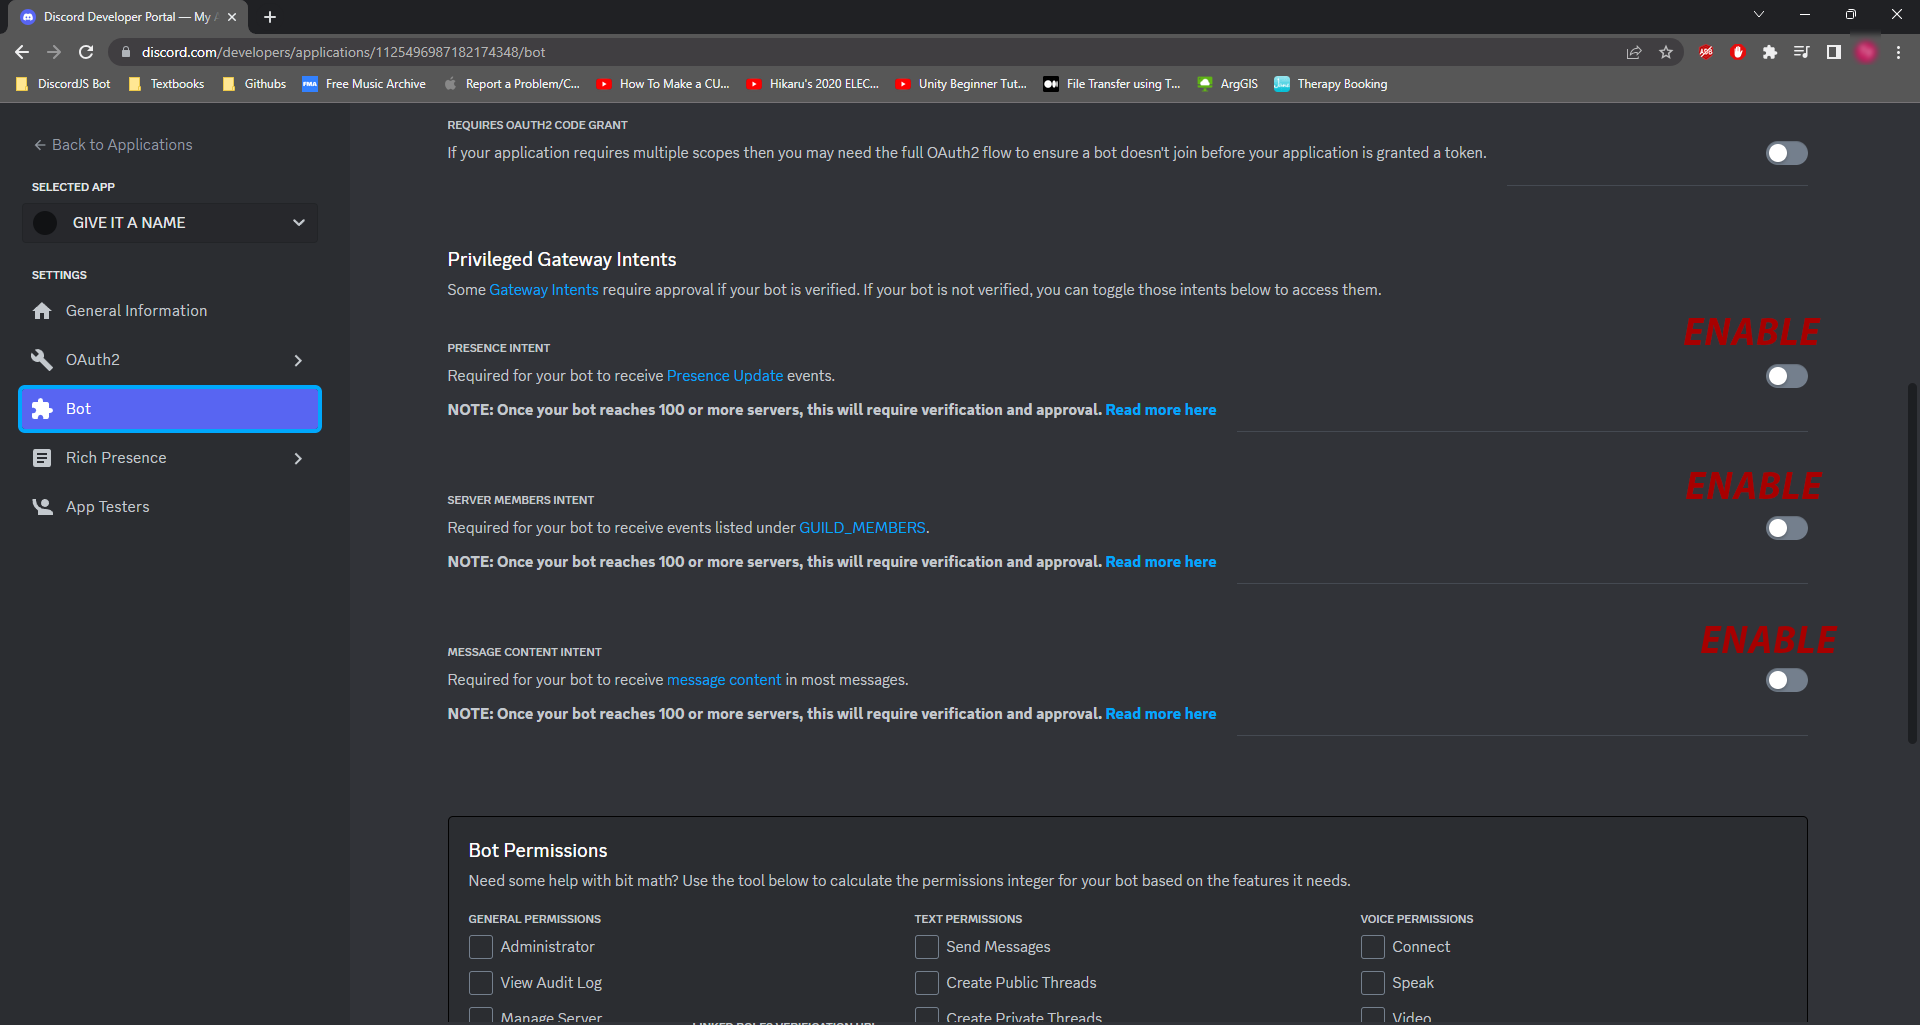 Discord Developer Portal — My A
discord.com/developers/applications/1125496987182174348/bot
DiscordJS Bot
Textbooks
Githubs
FMA
Free Music Archive
Report a Problem/C...
How To Make a CU...
Hikaru's 2020 ELEC...
Unity Beginner Tut...
File Transfer using T...
ArgGIS
Therapy Booking
← Back to Applications
SELECTED APP
GIVE IT A NAME
SETTINGS
General Information
OAuth2
Bot
Rich Presence
App Testers
REQUIRES OAUTH2 CODE GRANT
If your application requires multiple scopes then you may need the full OAuth2 flow to ensure a bot doesn't join before your application is granted a token.
Privileged Gateway Intents
Some Gateway Intents require approval if your bot is verified. If your bot is not verified, you can toggle those intents below to access them.
ENABLE
PRESENCE INTENT
Required for your bot to receive Presence Update events.
NOTE: Once your bot reaches 100 or more servers, this will require verification and approval. Read more here
ENABLE
SERVER MEMBERS INTENT
Required for your bot to receive events listed under GUILD_MEMBERS.
NOTE: Once your bot reaches 100 or more servers, this will require verification and approval. Read more here
ENABLE
MESSAGE CONTENT INTENT
Required for your bot to receive message content in most messages.
NOTE: Once your bot reaches 100 or more servers, this will require verification and approval. Read more here
Bot Permissions
Need some help with bit math? Use the tool below to calculate the permissions integer for your bot based on the features it needs.
GENERAL PERMISSIONS
Administrator
View Audit Log
Manage Server
TEXT PERMISSIONS
Send Messages
Create Public Threads
Create Private Threads
VOICE PERMISSIONS
Connect
Speak
Video
LINKED ROLES VERIFICATION URL